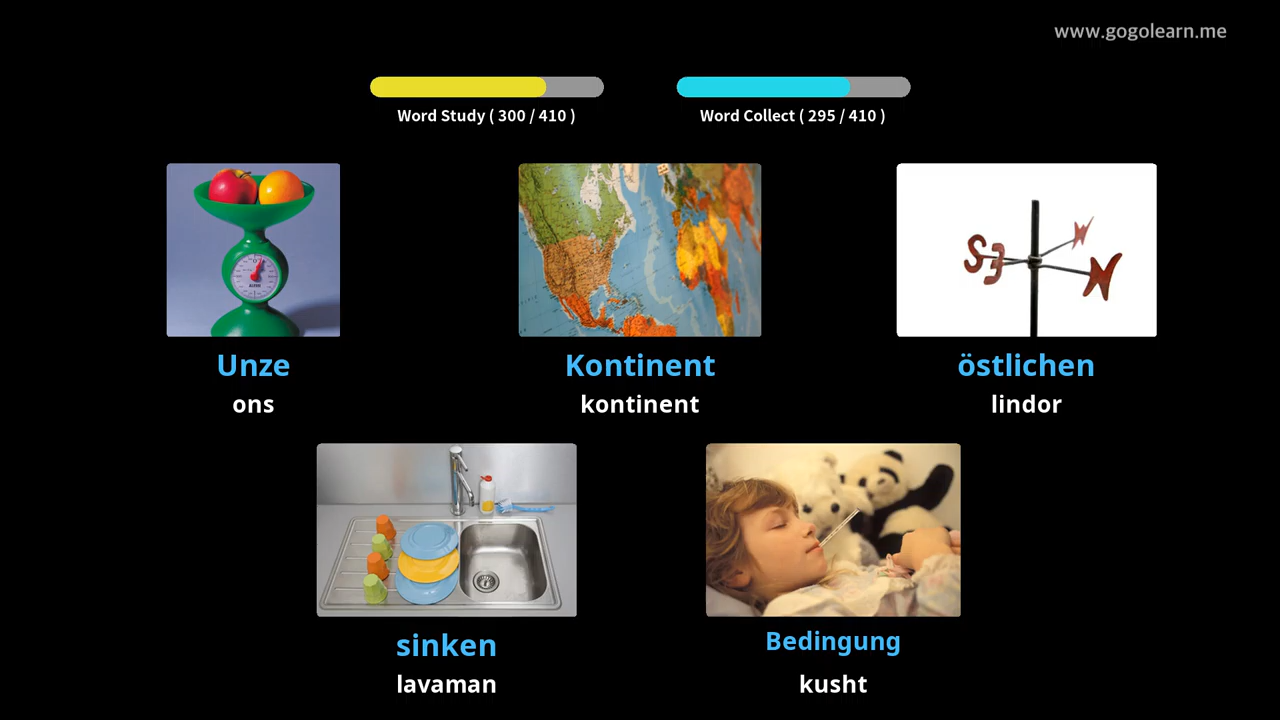 www.gogolearn.me
Word Study ( 300 / 410 )
Word Collect ( 295 / 410 )
Unze
ons
Kontinent
kontinent
östlichen
lindor
sinken
lavaman
Bedingung
kusht